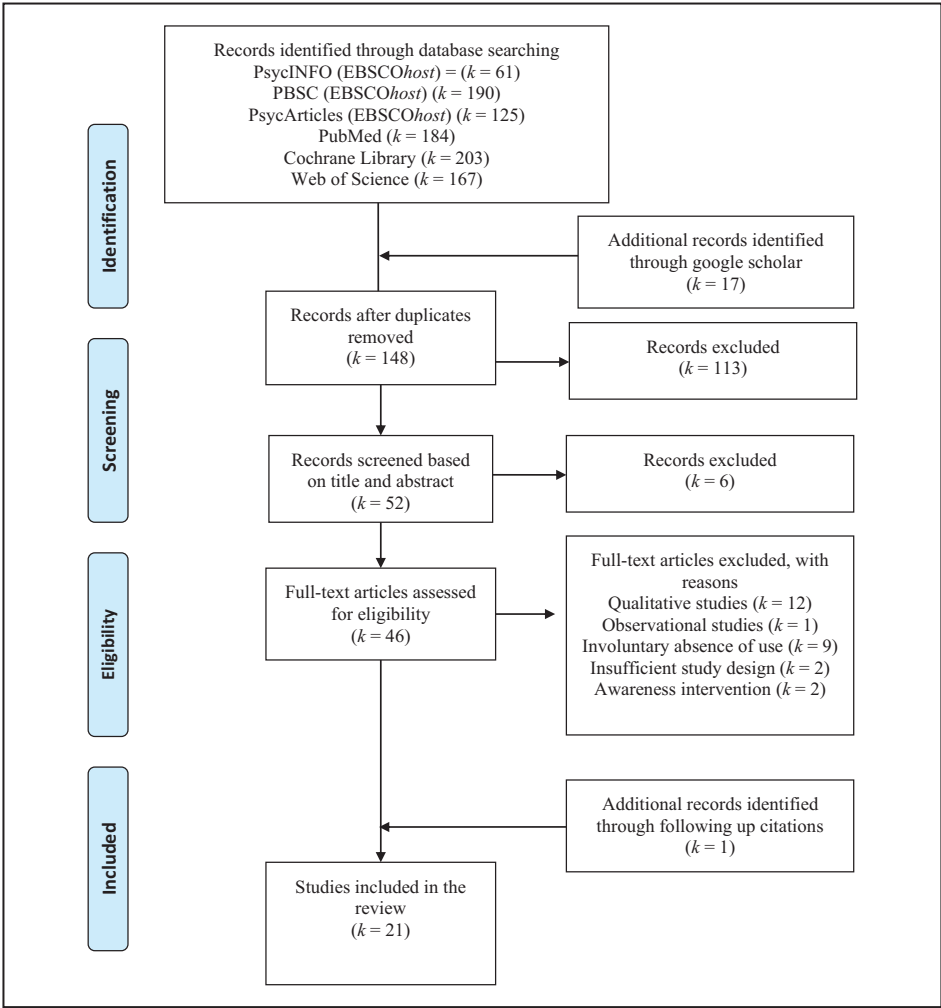 Records identified through database searching
PsycINFO (EBSCOhost) = (k = 61)
PBSC (EBSCOhost) (k = 190)
PsycArticles (EBSCOhost) (k = 125)
PubMed (k = 184)
Cochrane Library (k = 203)
Web of Science (k = 167)
Identification
Additional records identified
through google scholar
(k = 17)
Records after duplicates
removed
(k = 148)
Records excluded
(k = 113)
Screening
Records screened based
on title and abstract
(k = 52)
Records excluded
(k = 6)
Eligibility
Full-text articles assessed
for eligibility
(k = 46)
Full-text articles excluded, with
reasons
Qualitative studies (k = 12)
Observational studies (k = 1)
Involuntary absence of use (k = 9)
Insufficient study design (k = 2)
Awareness intervention (k = 2)
Included
Additional records identified
through following up citations
(k = 1)
Studies included in the
review
(k = 21)